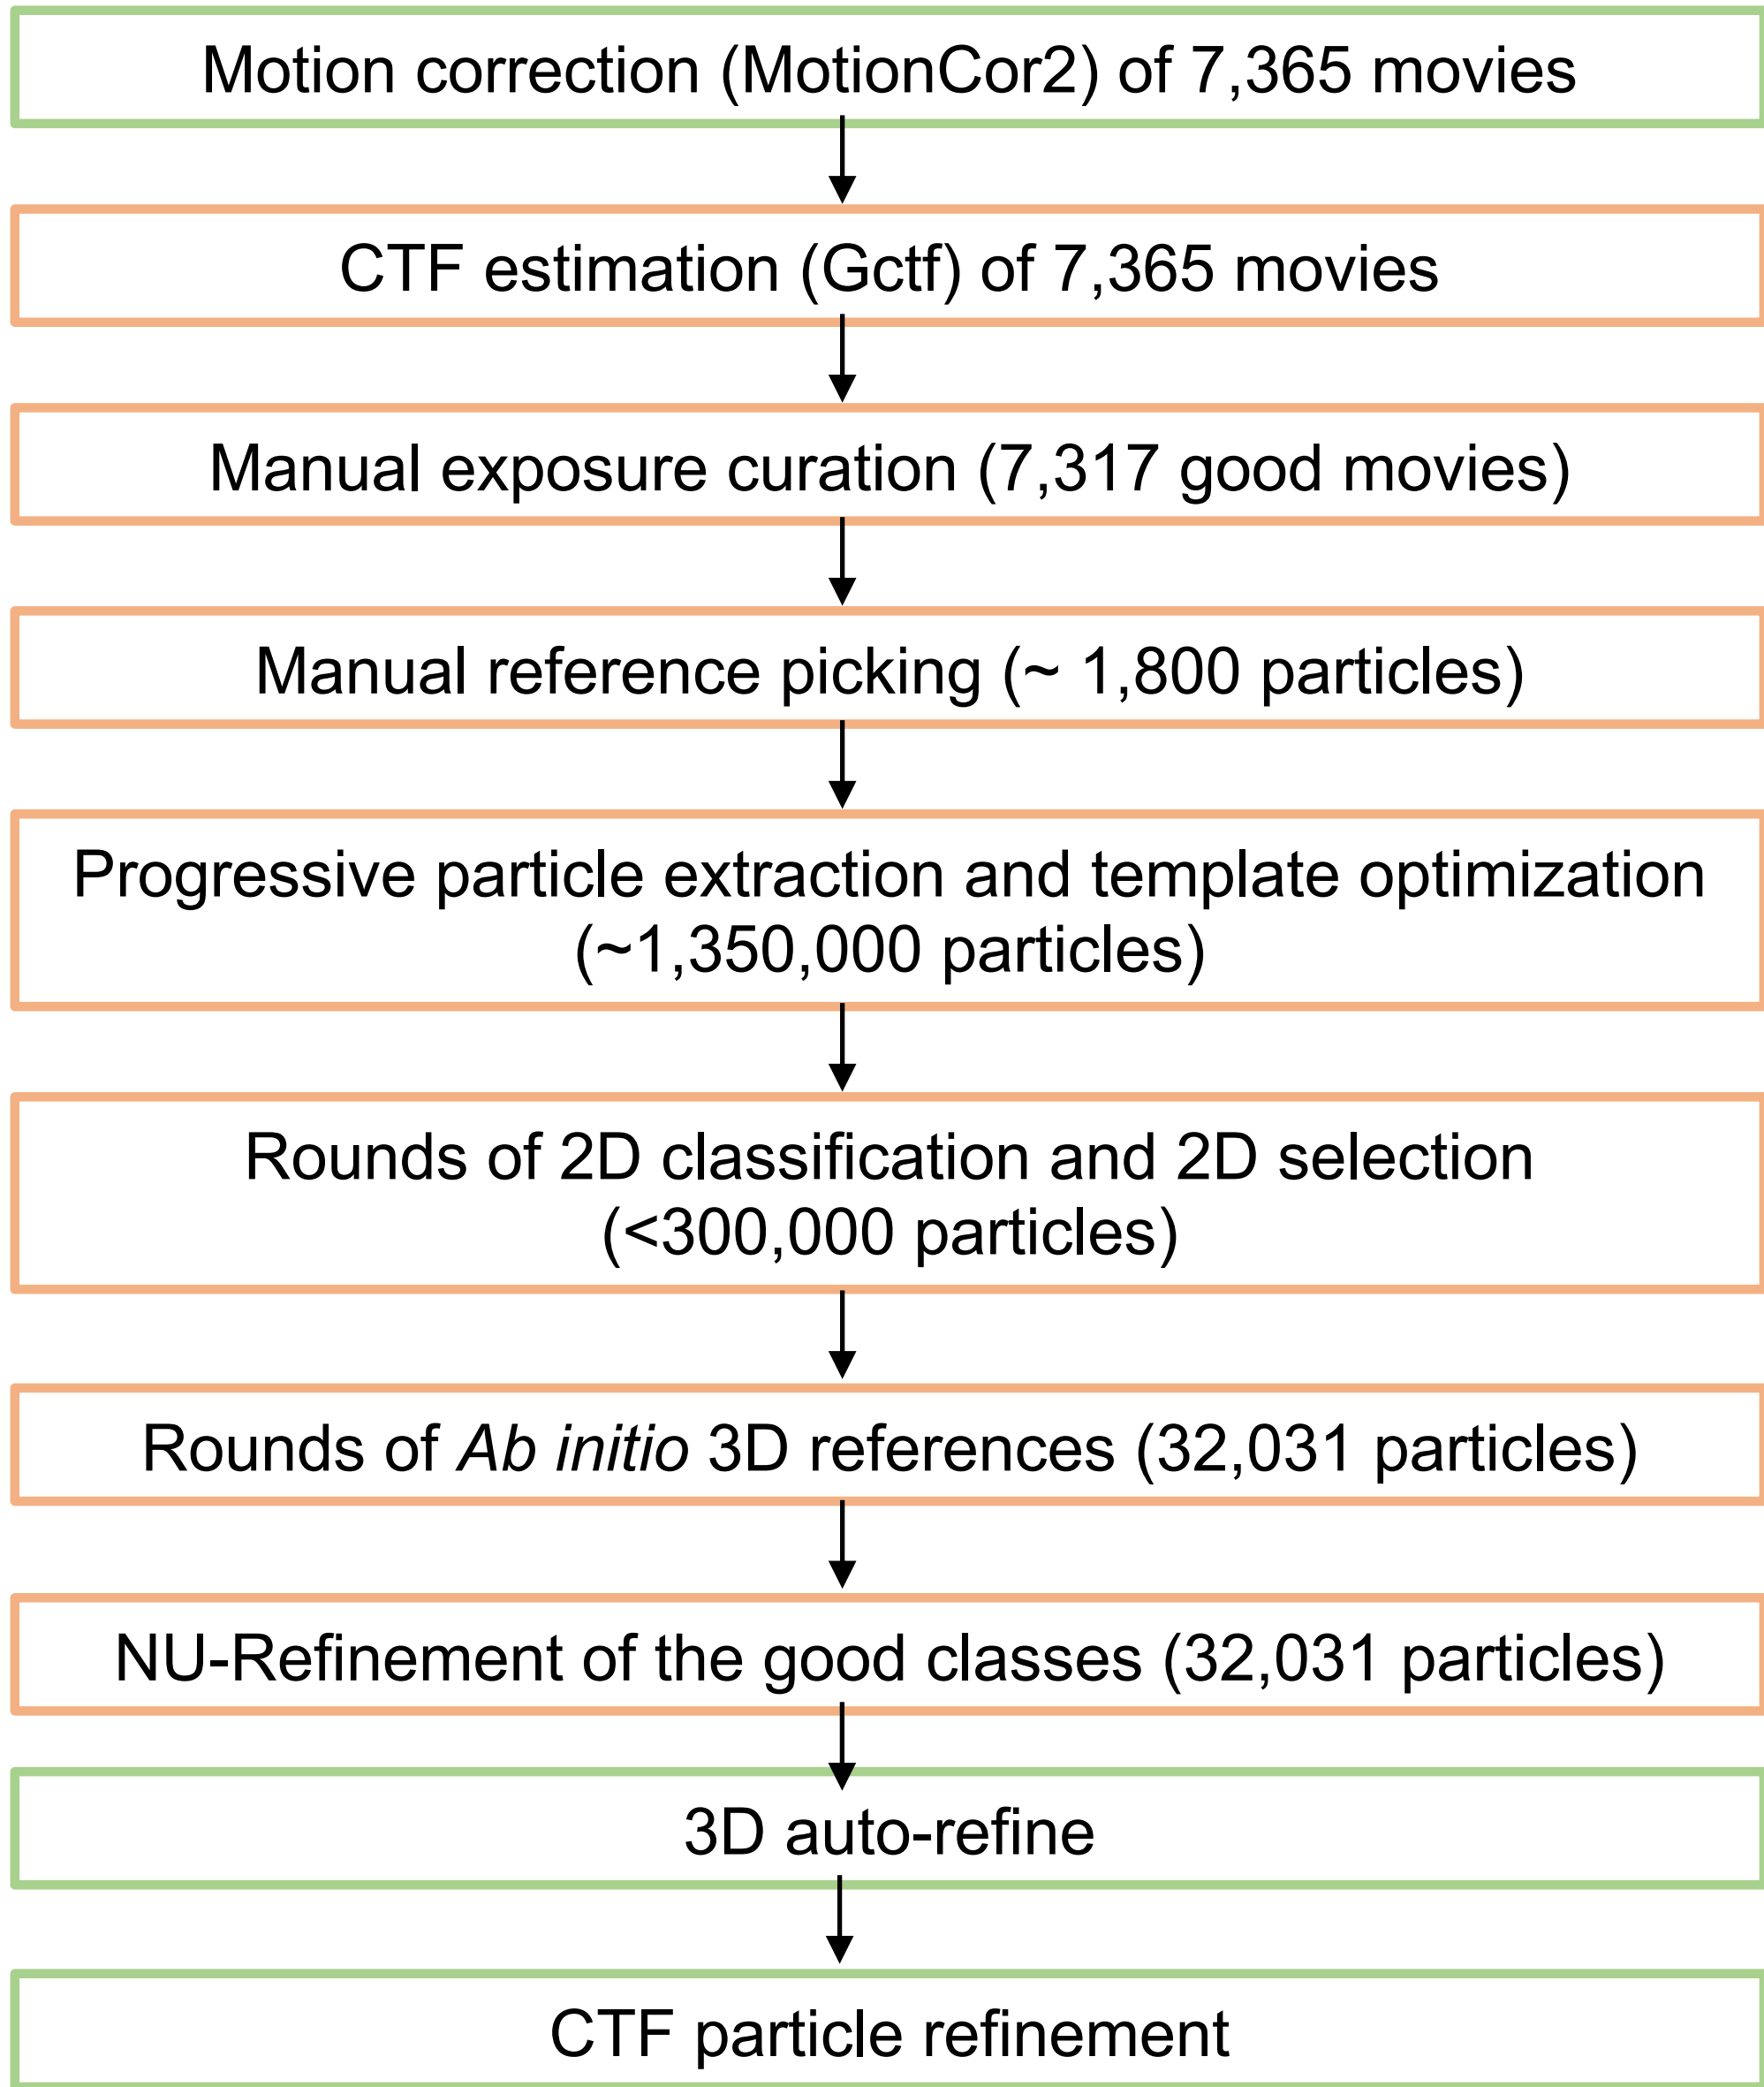 Motion correction (MotionCor2) of 7,365 movies
CTF estimation (Gctf) of 7,365 movies
Manual exposure curation (7,317 good movies)
Manual reference picking (~ 1,800 particles)
Progressive particle extraction and template optimization
(~1,350,000 particles)
Rounds of 2D classification and 2D selection
(<300,000 particles)
Rounds of Ab initio 3D references (32,031 particles)
NU-Refinement of the good classes (32,031 particles)
3D auto-refine
CTF particle refinement